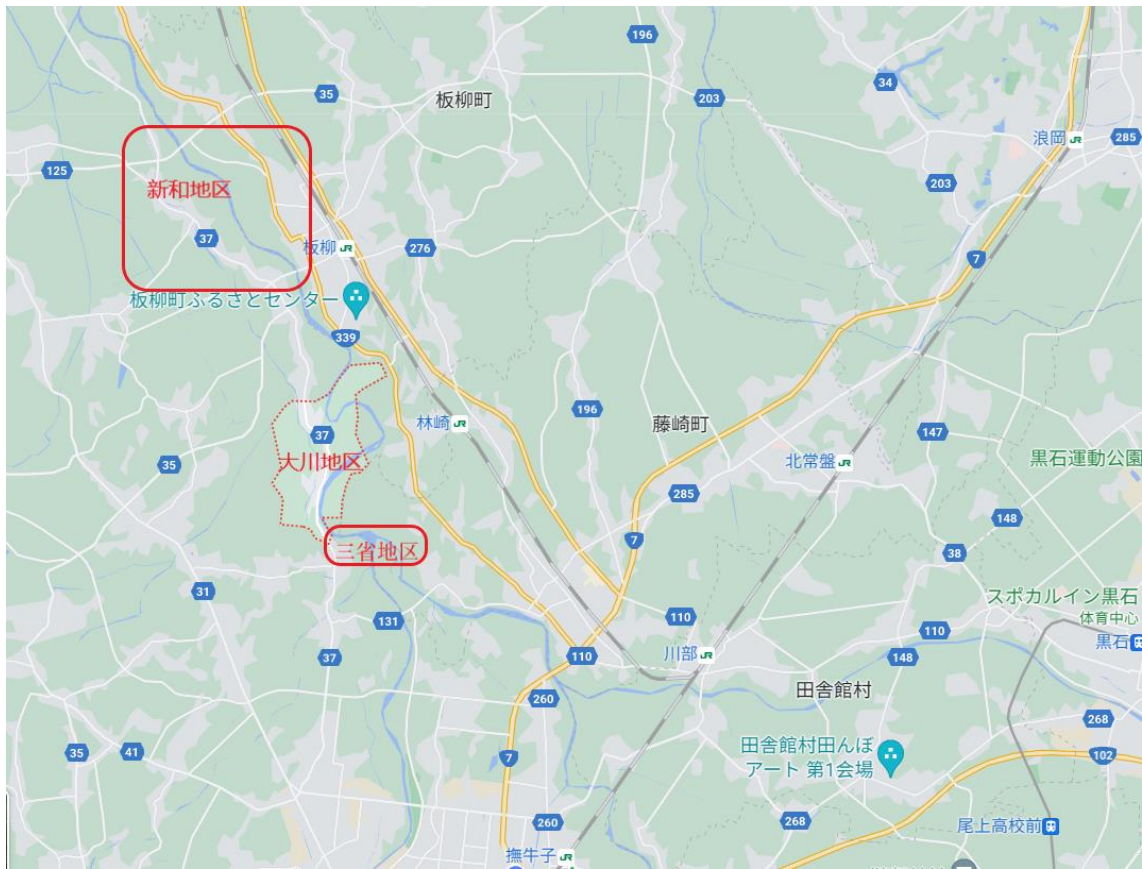 196
34
35
板柳町
203
浪岡
285
125
新和地区
203
37
板柳
276
7
板柳町ふるさとセンター
339
196
藤崎町
林崎
37
147
大川地区
北常盤
黒石運動公園
35
285
148
7
三省地区
38
31
スポカルイン黒石
体育中心
131
110
110
黒石
37
110
川部
148
田舎館村
260
268
35
41
7
田舎館村田んぼ
アート 第1会場
102
260
268
尾上高校前
撫牛子